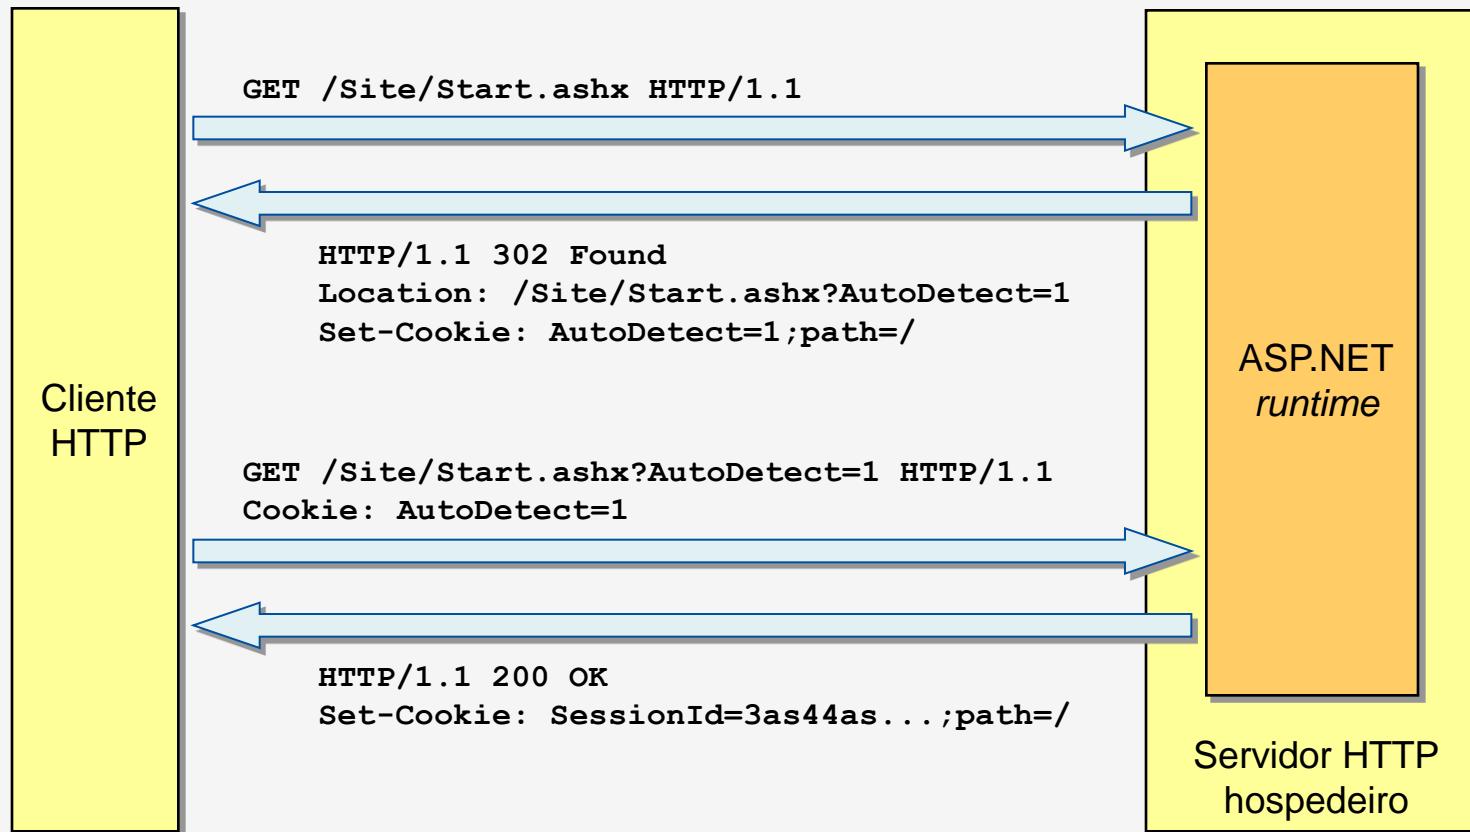 GET /Site/Start.ashx HTTP/1.1
HTTP/1.1 302 Found
Location: /Site/Start.ashx?AutoDetect=1
Set-Cookie: AutoDetect=1;path=/
Cliente
HTTP
ASP.NET
runtime
GET /Site/Start.ashx?AutoDetect=1 HTTP/1.1
Cookie: AutoDetect=1
HTTP/1.1 200 OK
Set-Cookie: SessionId=3as44as...;path=/
Servidor HTTP
hospedeiro